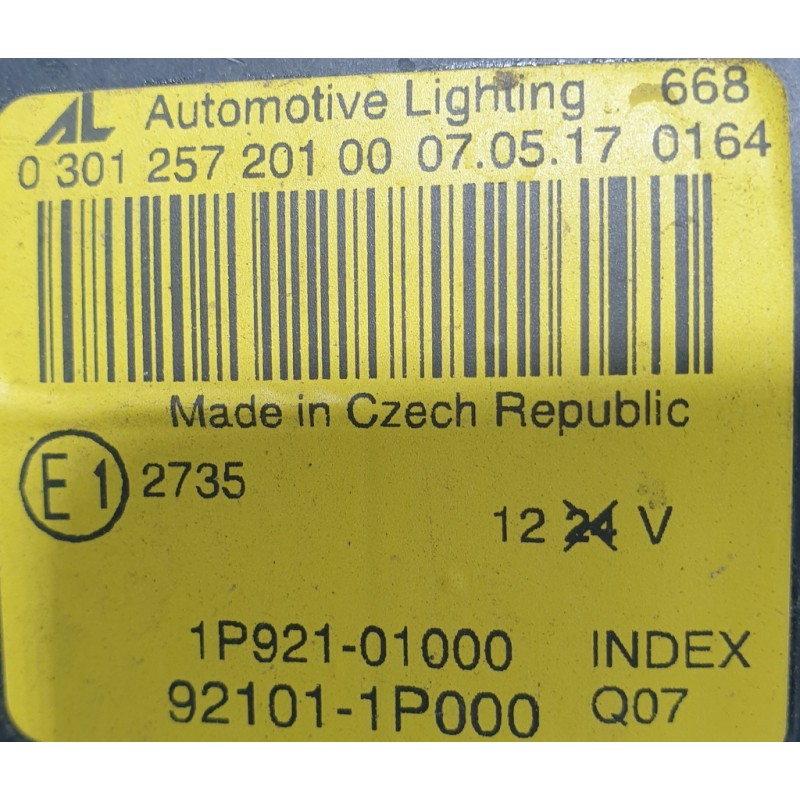 AL Automotive Lighting 668
0 301 257 201 00 07.05.17 0164
Made in Czech Republic
E1 2735
12 24 V
1P921-01000 INDEX
92101-1P000 Q07